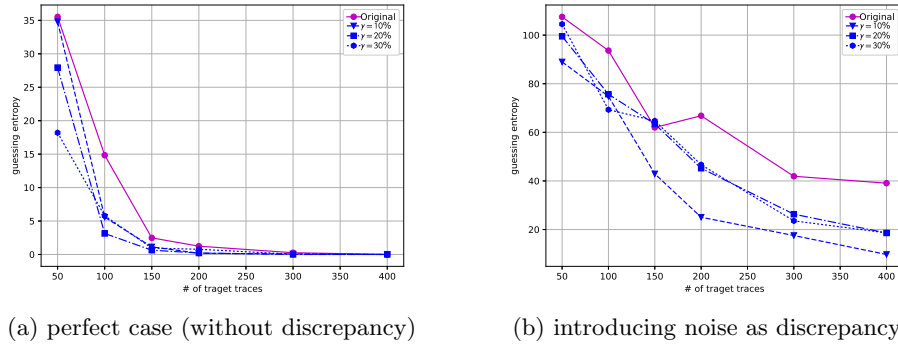 Original
γ = 10%
γ = 20%
γ = 30%
35
30
25
20
15
10
5
0
guessing entropy
50 100 150 200 250 300 350 400
# of traget traces
(a) perfect case (without discrepancy)
Original
γ = 10%
γ = 20%
γ = 30%
100
80
60
40
20
guessing entropy
50 100 150 200 250 300 350 400
# of traget traces
(b) introducing noise as discrepancy